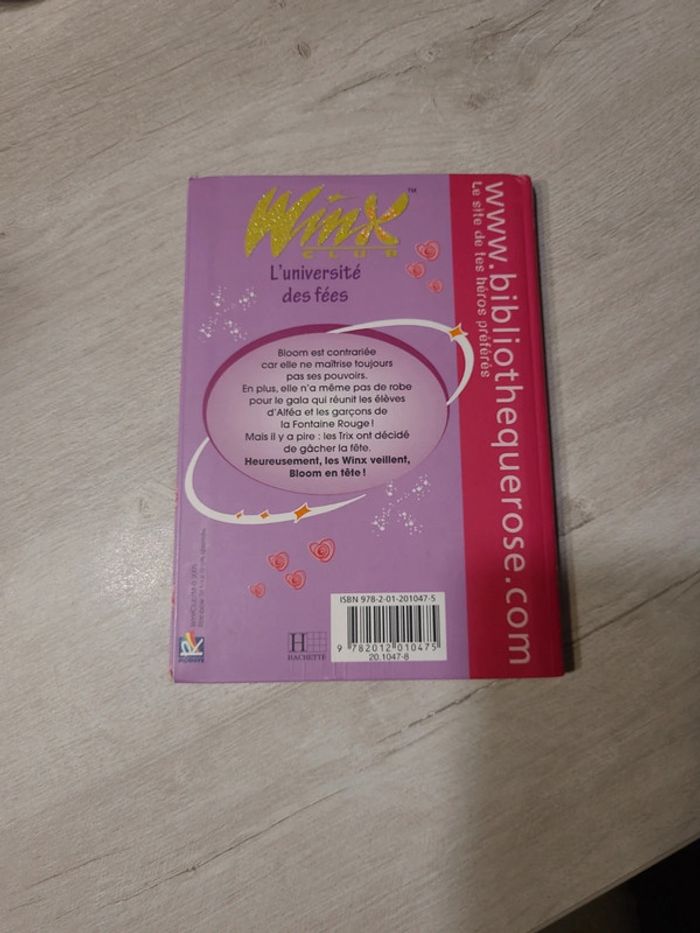 Winx™
CLUB
L'université
des fées
Bloom est contrariée
car elle ne maîtrise toujours
pas ses pouvoirs.
En plus, elle n'a même pas de robe
pour le gala qui réunit les élèves
d'Alféa et les garçons de
la Fontaine Rouge !
Mais il y a pire : les Trix ont décidé
de gâcher la fête.
Heureusement, les Winx veillent,
Bloom en tête !
www.bibliothequerose.com
Le site de tes héros préférés
ISBN 978-2-01-201047-5
9 782012 010475
20.1047-8
H
HACHETTE